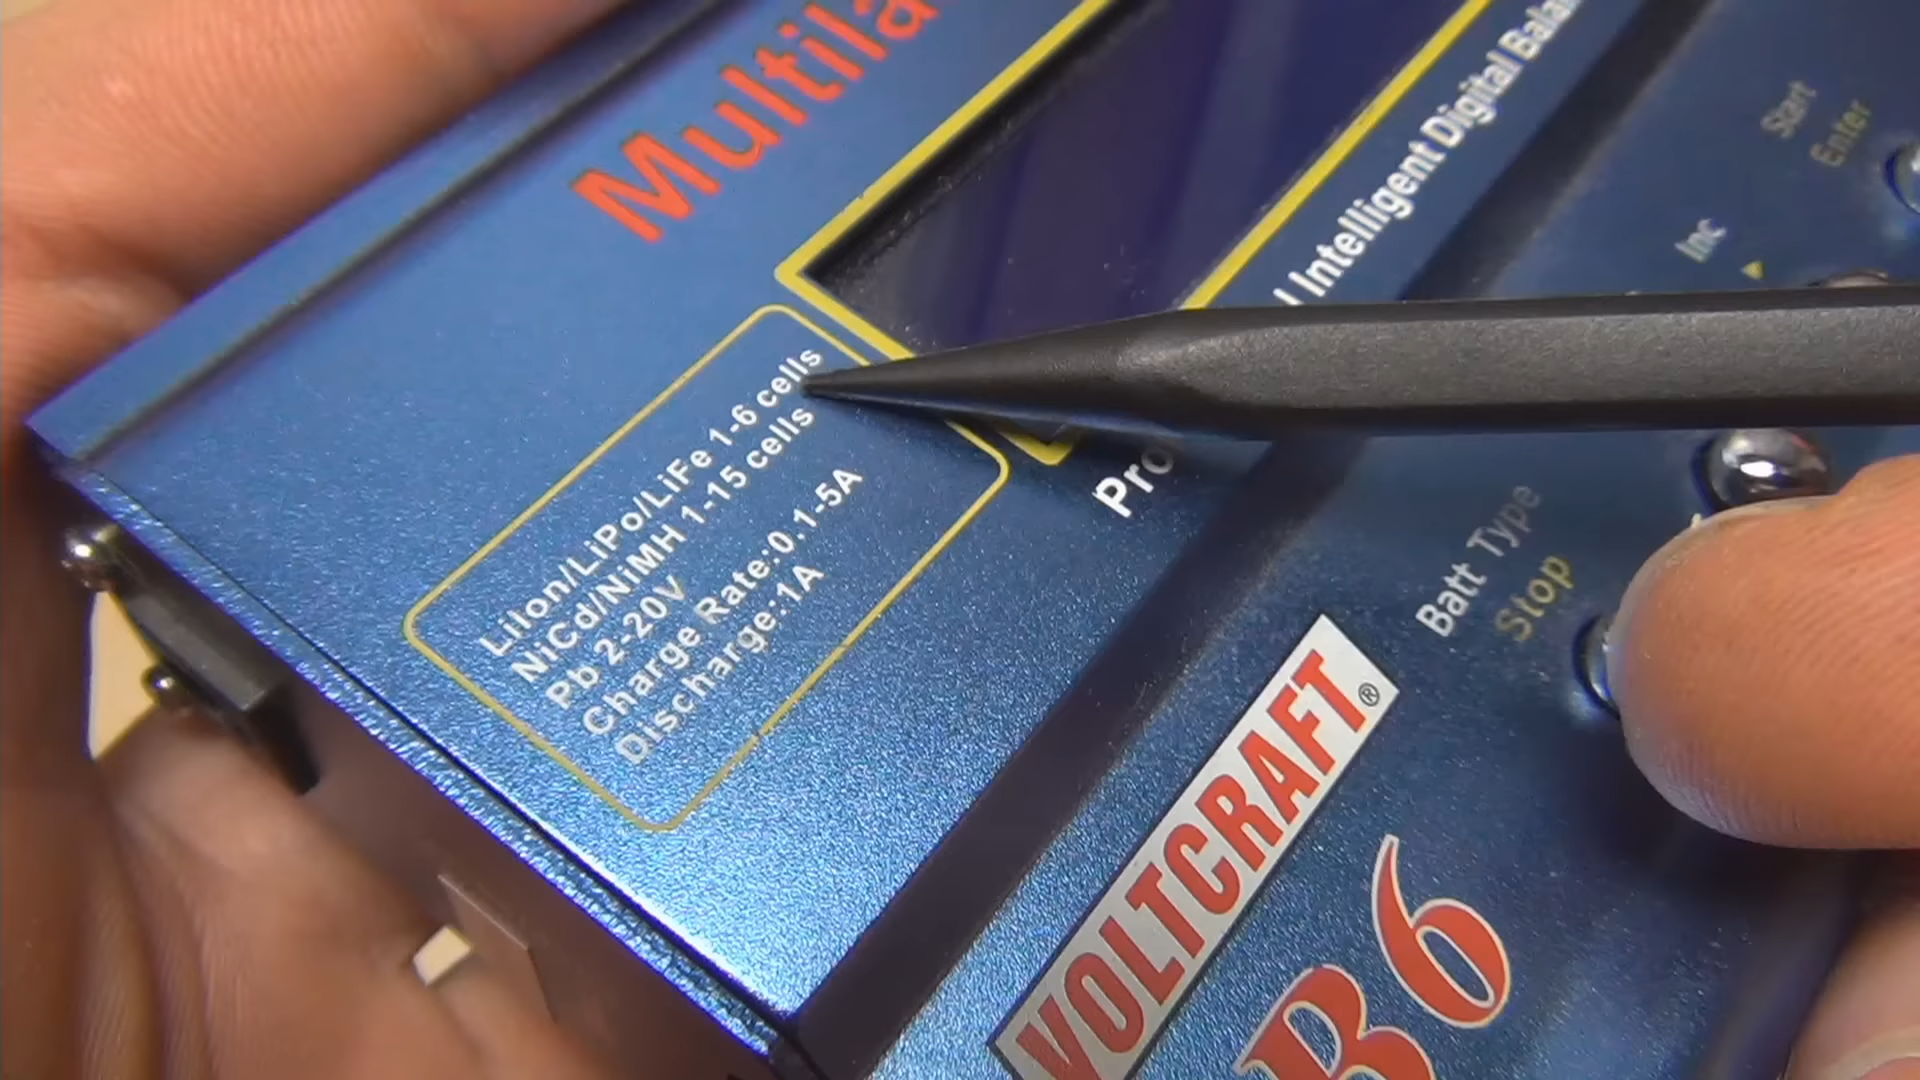 Multila
LiIon/LiPo/LiFe 1-6 cells
NiCd/NiMH 1-15 cells
Pb 2-20V
Charge Rate:0.1-5A
Discharge:1A
Intelligent Digital Bala
Start
Enter
Inc
Batt Type
Stop
VOLTCRAFT®
B6